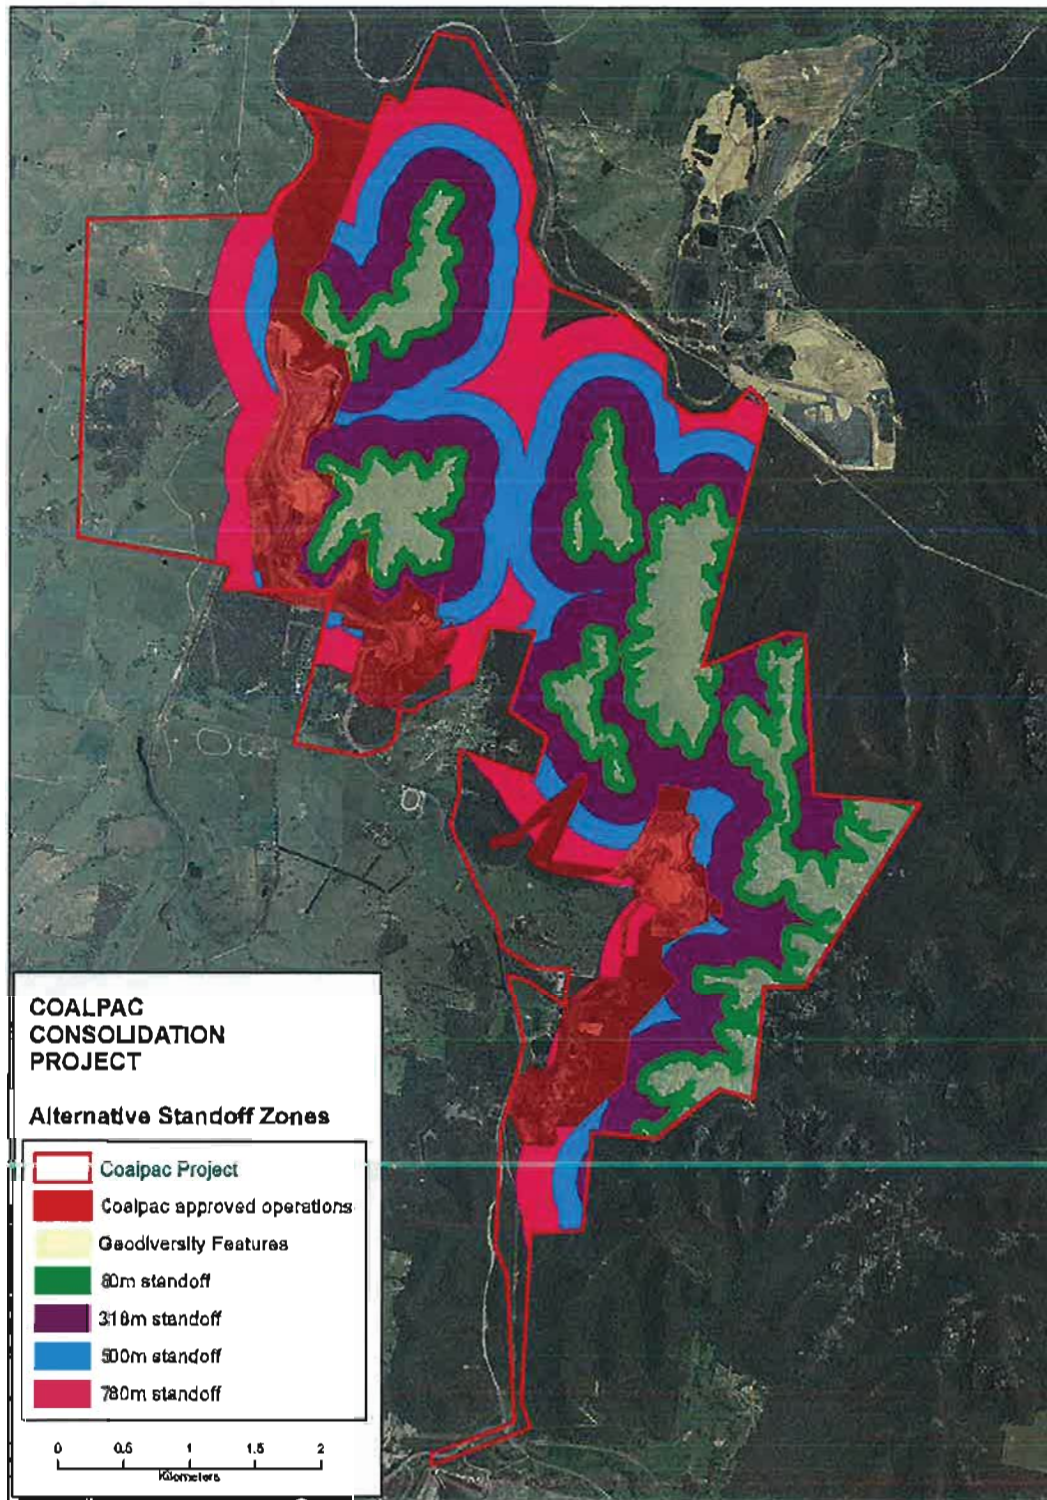 COALPAC
CONSOLIDATION
PROJECT
Alternative Standoff Zones
Coalpac Project
Coalpac approved operations
Geodiversity Features
80m standoff
318m standoff
500m standoff
780m standoff
0 0.5 1 1.5 2
Kilometers